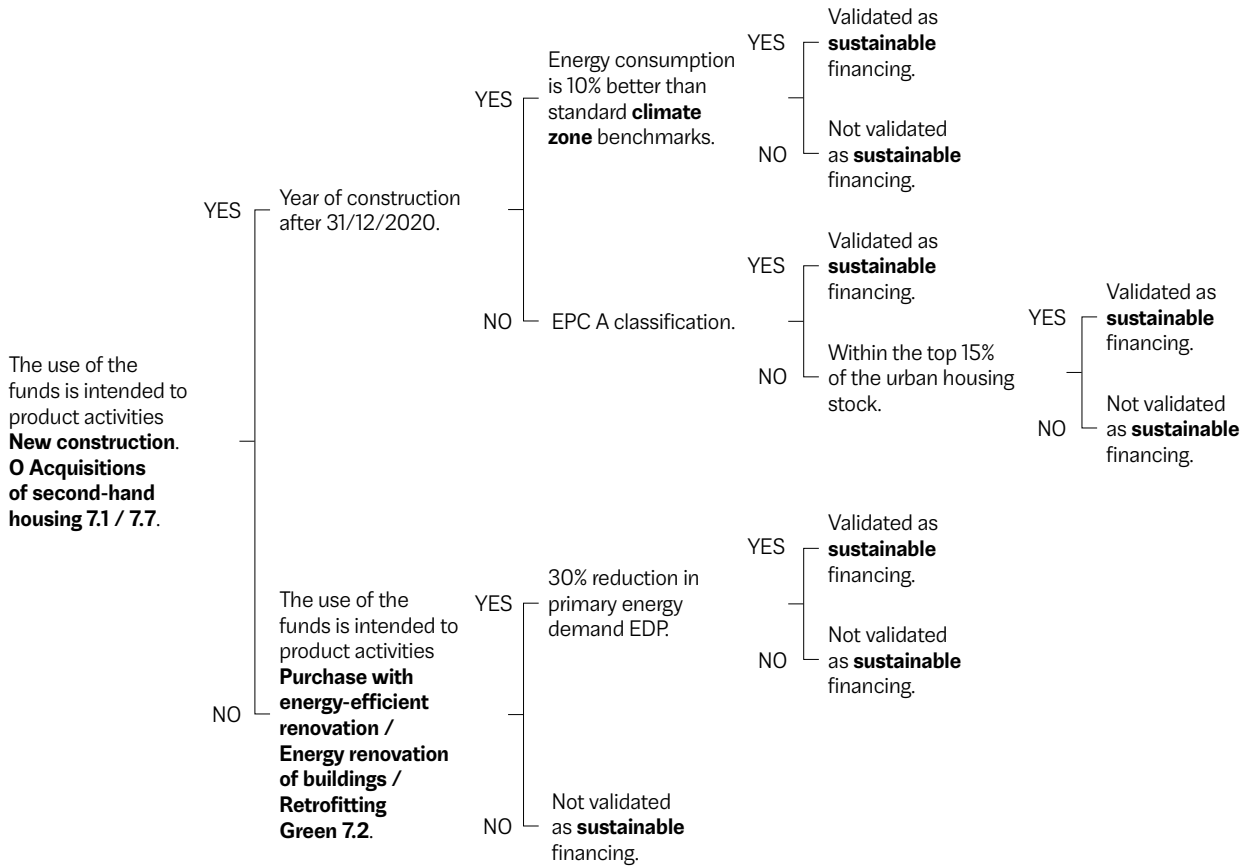 The use of the
funds is intended to
product activities
New construction.
O Acquisitions
of second-hand
housing 7.1 / 7.7.
YES
Year of construction
after 31/12/2020.
YES
Energy consumption
is 10% better than
standard climate
zone benchmarks.
YES
Validated as
sustainable
financing.
NO
Not validated
as sustainable
financing.
NO
EPC A classification.
YES
Validated as
sustainable
financing.
NO
Within the top 15%
of the urban housing
stock.
YES
Validated as
sustainable
financing.
NO
Not validated
as sustainable
financing.
NO
The use of the
funds is intended to
product activities
Purchase with
energy-efficient
renovation /
Energy renovation
of buildings /
Retrofitting
Green 7.2.
YES
30% reduction in
primary energy
demand EDP.
YES
Validated as
sustainable
financing.
NO
Not validated
as sustainable
financing.
NO
Not validated
as sustainable
financing.